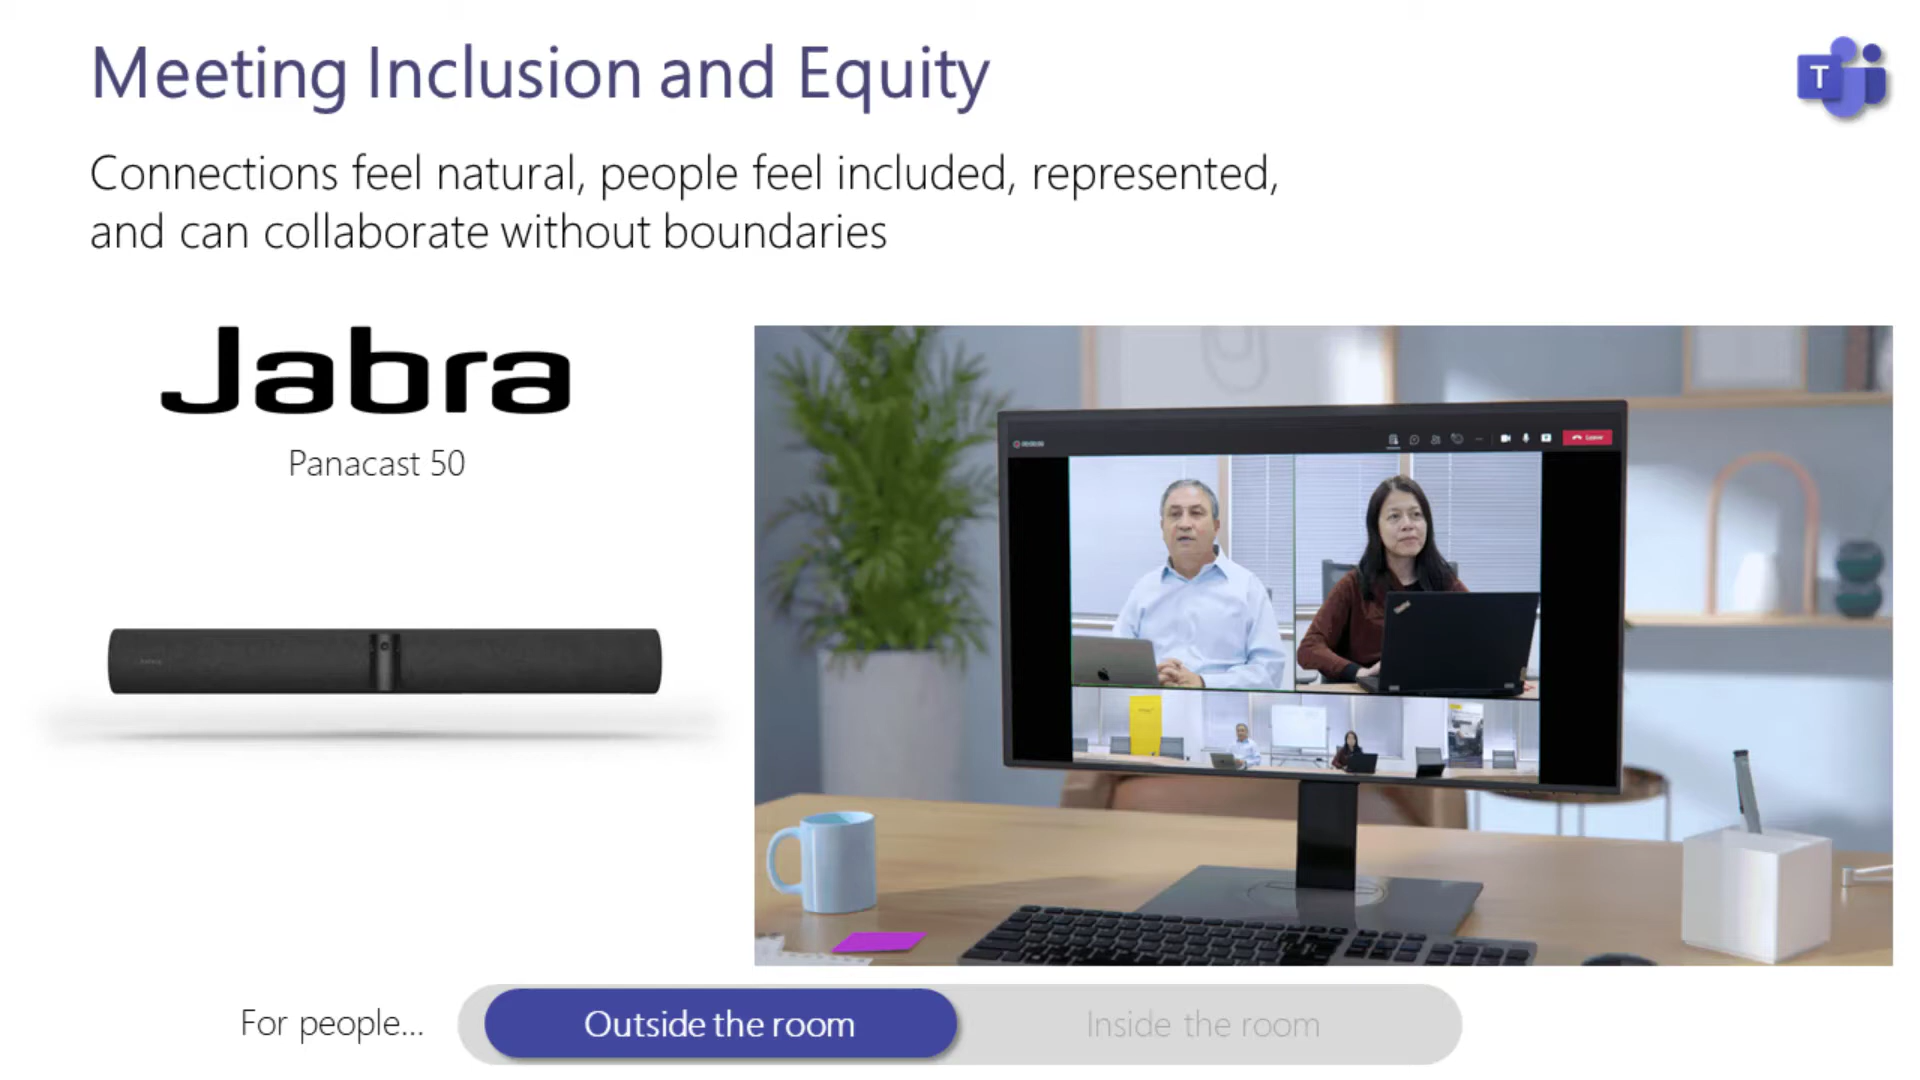 Meeting Inclusion and Equity
T
Connections feel natural, people feel included, represented,
and can collaborate without boundaries
Jabra
Panacast 50
Leave
For people...
Outside the room
Inside the room